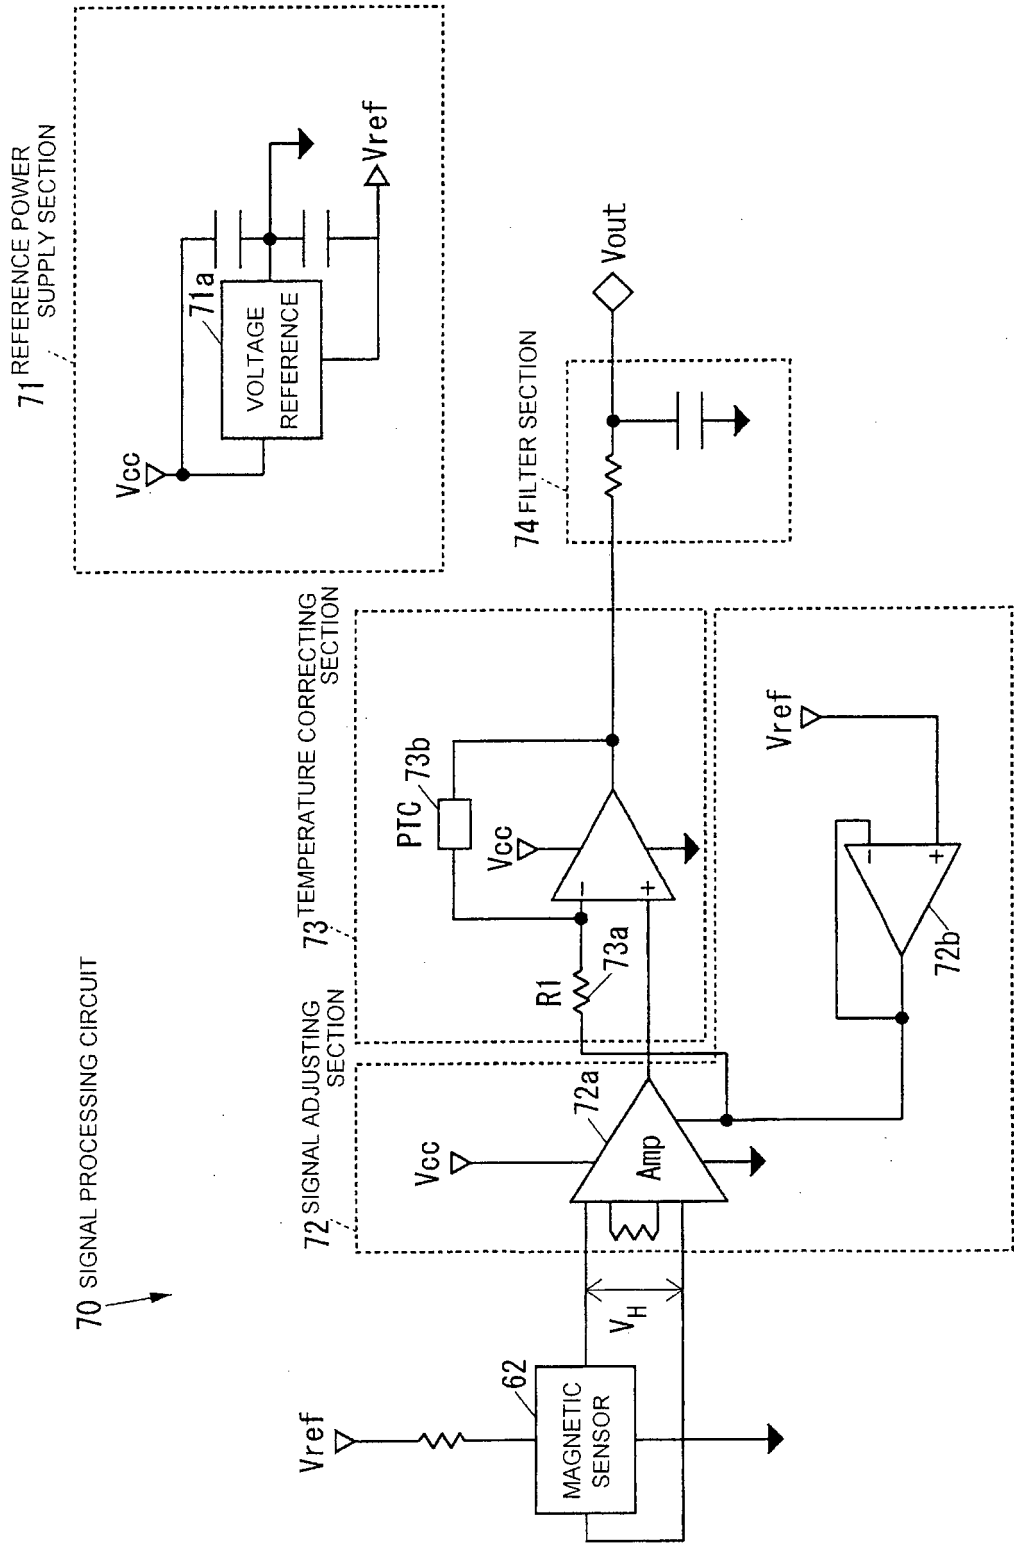 70 SIGNAL PROCESSING CIRCUIT
71 REFERENCE POWER
SUPPLY SECTION
Vcc
71a
VOLTAGE
REFERENCE
Vref
72 SIGNAL ADJUSTING
SECTION
73 TEMPERATURE CORRECTING
SECTION
74 FILTER SECTION
Vref
62
MAGNETIC
SENSOR
VH
Vcc
72a
Amp
R1
73a
PTC
73b
Vcc
−
+
Vout
Vref
−
+
72b